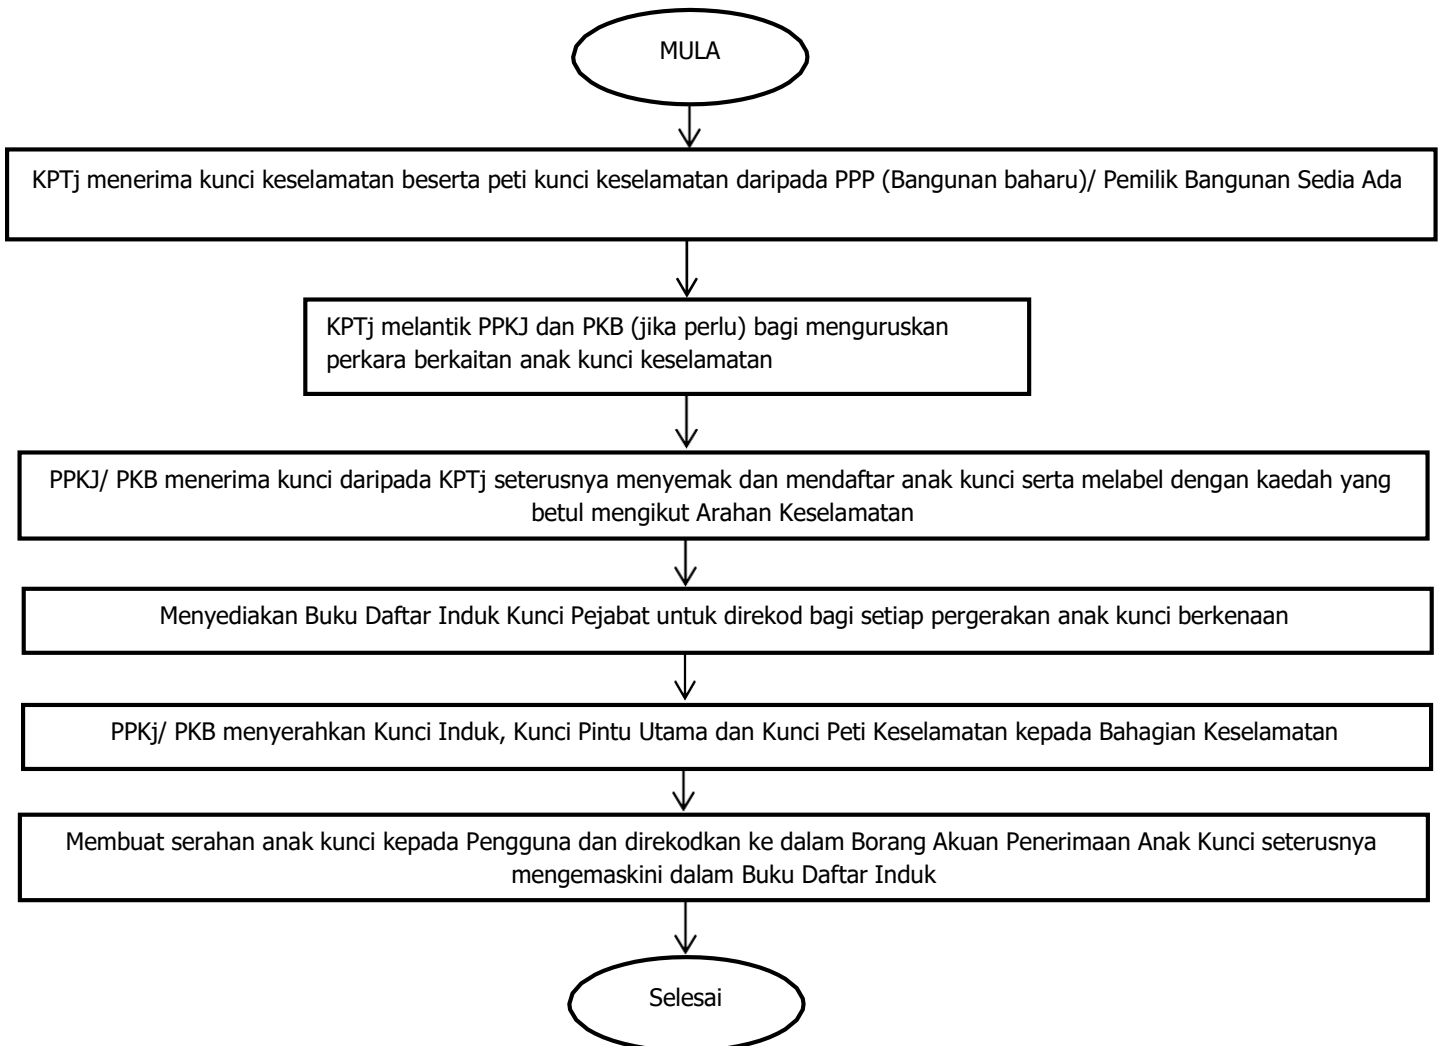 MULA
KPTj menerima kunci keselamatan beserta peti kunci keselamatan daripada PPP (Bangunan baharu)/ Pemilik Bangunan Sedia Ada
KPTj melantik PPKJ dan PKB (jika perlu) bagi menguruskan
perkara berkaitan anak kunci keselamatan
PPKJ/ PKB menerima kunci daripada KPTj seterusnya menyemak dan mendaftar anak kunci serta melabel dengan kaedah yang
betul mengikut Arahan Keselamatan
Menyediakan Buku Daftar Induk Kunci Pejabat untuk direkod bagi setiap pergerakan anak kunci berkenaan
PPKj/ PKB menyerahkan Kunci Induk, Kunci Pintu Utama dan Kunci Peti Keselamatan kepada Bahagian Keselamatan
Membuat serahan anak kunci kepada Pengguna dan direkodkan ke dalam Borang Akuan Penerimaan Anak Kunci seterusnya
mengemaskini dalam Buku Daftar Induk
Selesai